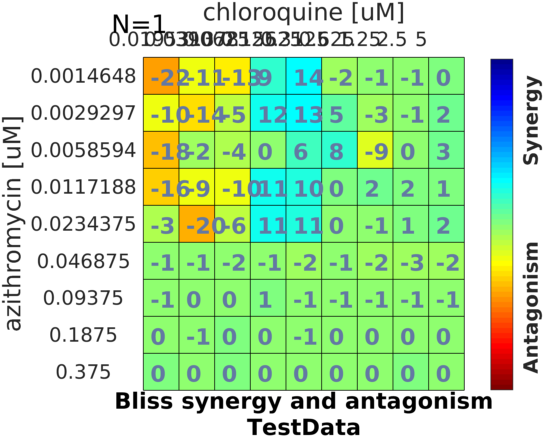 N=1
chloroquine [uM]
azithromycin [uM]
0.0014648 -22 -11 -13 9 14 -2 -1 -1 0
0.0029297 -10 -14 -5 12 13 5 -3 -1 2
0.0058594 -18 -2 -4 0 6 8 -9 0 3
0.0117188 -16 -9 -10 11 10 0 2 2 1
0.0234375 -3 -20 -6 11 11 0 -1 1 2
0.046875 -1 -1 -2 -1 -2 -1 -2 -3 -2
0.09375 -1 0 0 1 -1 -1 -1 -1 -1
0.1875 0 -1 0 0 -1 0 0 0 0
0.375 0 0 0 0 0 0 0 0 0
Synergy
Antagonism
Bliss synergy and antagonism
TestData